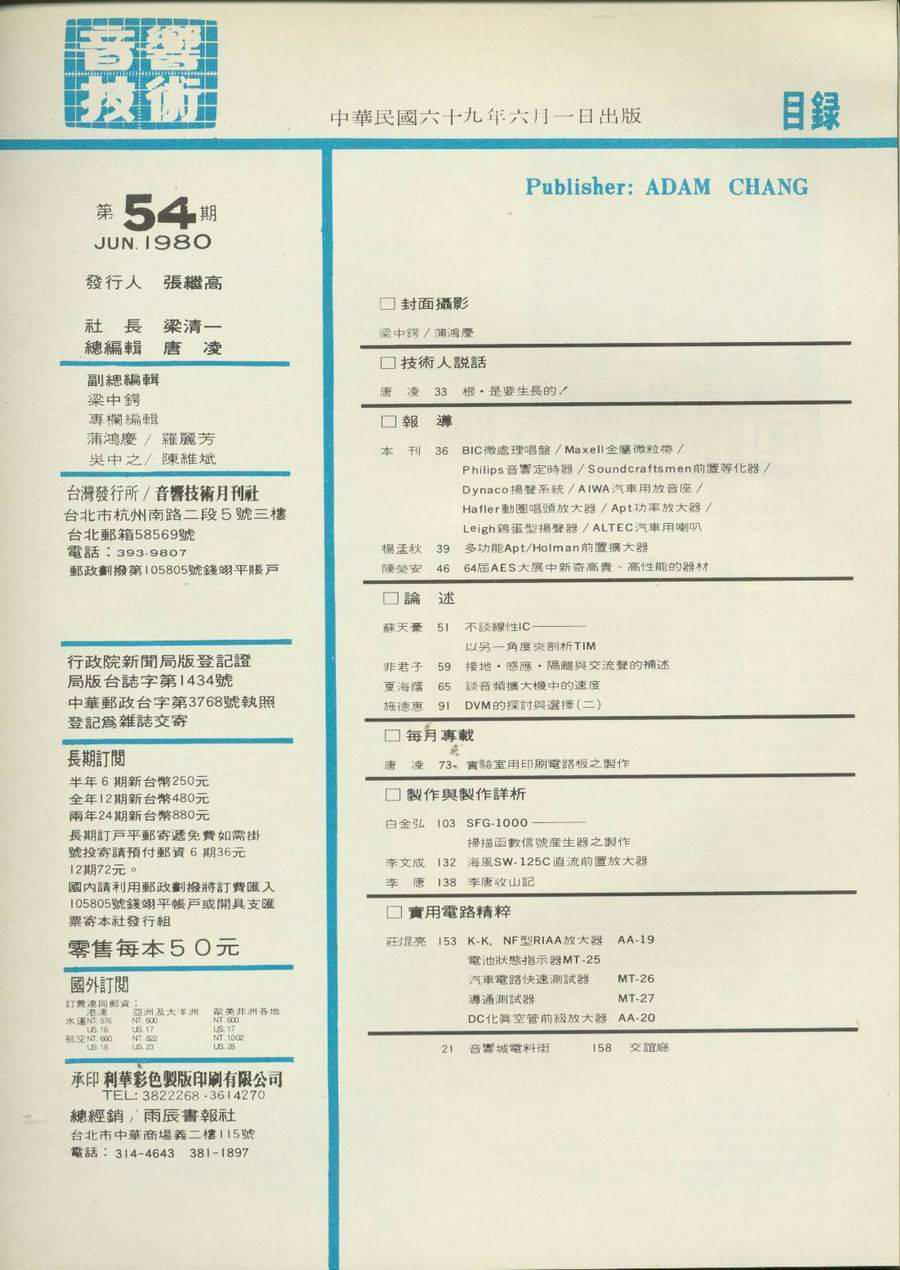 音響
技術
中華民國六十九年六月一日出版
目錄
第54期
JUN.1980
發行人 張繼高
社 長 梁清一
總編輯 唐 凌
副總編輯
梁中鍔
專欄編輯
蒲鴻慶 / 羅麗芳
吳中之 / 陳維斌
台灣發行所 / 音響技術月刊社
台北市杭州南路二段5號三樓
台北郵箱58569號
電話:393-9807
郵政劃撥第105805號錢翊平賬戶
行政院新聞局版登記證
局版台誌字第1434號
中華郵政台字第3768號執照
登記爲雜誌交寄
長期訂閱
半年6期新台幣250元
全年12期新台幣480元
兩年24期新台幣880元
長期訂戶平郵寄遞免費如需掛
號投寄請預付郵資6期36元
12期72元。
國內請利用郵政劃撥將訂費匯入
105805號錢翊平帳戶或開具支匯
票寄本社發行組
零售每本50元
國外訂閱
訂費連同郵資:
港澳 亞洲及大洋洲 歐美非洲各地
水運NT.576 NT.600 NT.600
US.16 US.17 US.17
航空NT.660 NT.822 NT.1002
US.18 US.23 US.28
承印 利華彩色製版印刷有限公司
TEL:3822268·3614270
總經銷 / 雨辰書報社
台北市中華商場義二樓115號
電話:314-4643 381-1897
Publisher: ADAM CHANG
□ 封面攝影
梁中鍔 / 蒲鴻慶
□ 技術人説話
唐 凌 33 根·是要生長的!
□ 報 導
本 刊 36 BIC微處理唱盤 / Maxell金屬微粒帶 /
Philips音響定時器 / Soundcraftsmen前置等化器 /
Dynaco揚聲系統 / AIWA汽車用放音座 /
Hafler動圈唱頭放大器 / Apt功率放大器 /
Leigh鷄蛋型揚聲器 / ALTEC汽車用喇叭
楊孟秋 39 多功能Apt/Holman前置擴大器
陳榮安 46 64屆AES大展中新奇高貴、高性能的器材
□ 論 述
蘇天豪 51 不談線性IC————
以另一角度來剖析TIM
非君子 59 接地·感應·隔離與交流聲的補述
夏海蔭 65 談音頻擴大機中的速度
施德惠 91 DVM的探討與選擇(二)
□ 每月專載
唐 凌 73 實驗室用印刷電路板之製作
□ 製作與製作詳析
白金弘 103 SFG-1000————
掃描函數信號産生器之製作
李文成 132 海風SW-125C直流前置放大器
李 唐 138 李唐收山記
□ 實用電路精粹
莊焜亮 153 K-K, NF型RIAA放大器 AA-19
電池狀態指示器MT-25
汽車電路快速測試器 MT-26
導通測試器 MT-27
DC化眞空管前級放大器 AA-20
21 音響城電料街 158 交誼廳